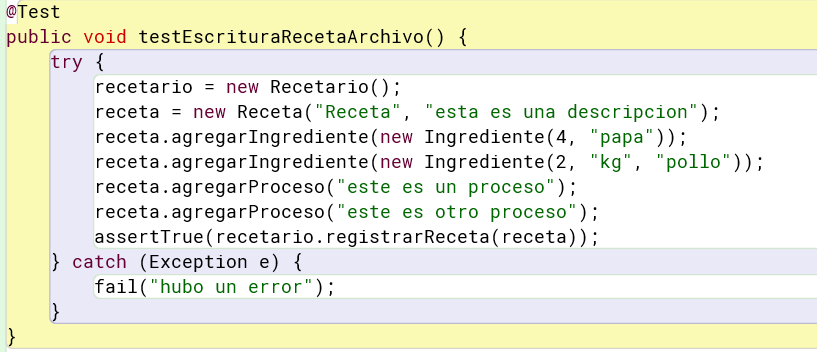 @Test
public void testEscrituraRecetaArchivo() {
try {
recetario = new Recetario();
receta = new Receta("Receta", "esta es una descripcion");
receta.agregarIngrediente(new Ingrediente(4, "papa"));
receta.agregarIngrediente(new Ingrediente(2, "kg", "pollo"));
receta.agregarProceso("este es un proceso");
receta.agregarProceso("este es otro proceso");
assertTrue(recetario.registrarReceta(receta));
} catch (Exception e) {
fail("hubo un error");
}
}